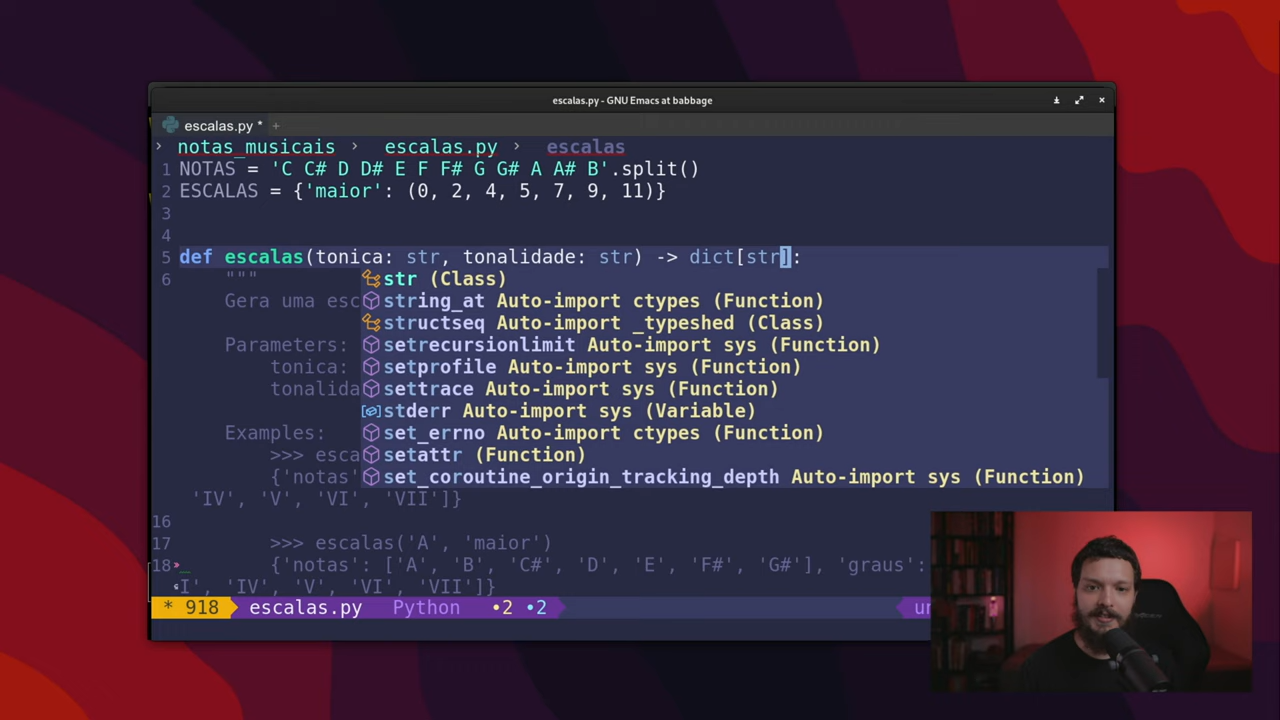 escalas.py - GNU Emacs at babbage
escalas.py * +
› notas_musicais › escalas.py › escalas
1 NOTAS = 'C C# D D# E F F# G G# A A# B'.split()
2 ESCALAS = {'maior': (0, 2, 4, 5, 7, 9, 11)}
3
4
5 def escalas(tonica: str, tonalidade: str) -> dict[str]:
6 """
str (Class)
Gera uma esc
string_at Auto-import ctypes (Function)
structseq Auto-import _typeshed (Class)
Parameters:
setrecursionlimit Auto-import sys (Function)
tonica:
setprofile Auto-import sys (Function)
tonalida
settrace Auto-import sys (Function)
stderr Auto-import sys (Variable)
Examples:
set_errno Auto-import ctypes (Function)
>>> esca
setattr (Function)
{'notas'
set_coroutine_origin_tracking_depth Auto-import sys (Function)
'IV', 'V', 'VI', 'VII']}
16
17 >>> escalas('A', 'maior')
18 {'notas': ['A', 'B', 'C#', 'D', 'E', 'F#', 'G#'], 'graus':
I', 'IV', 'V', 'VI', 'VII']}
* 918 escalas.py Python •2 •2